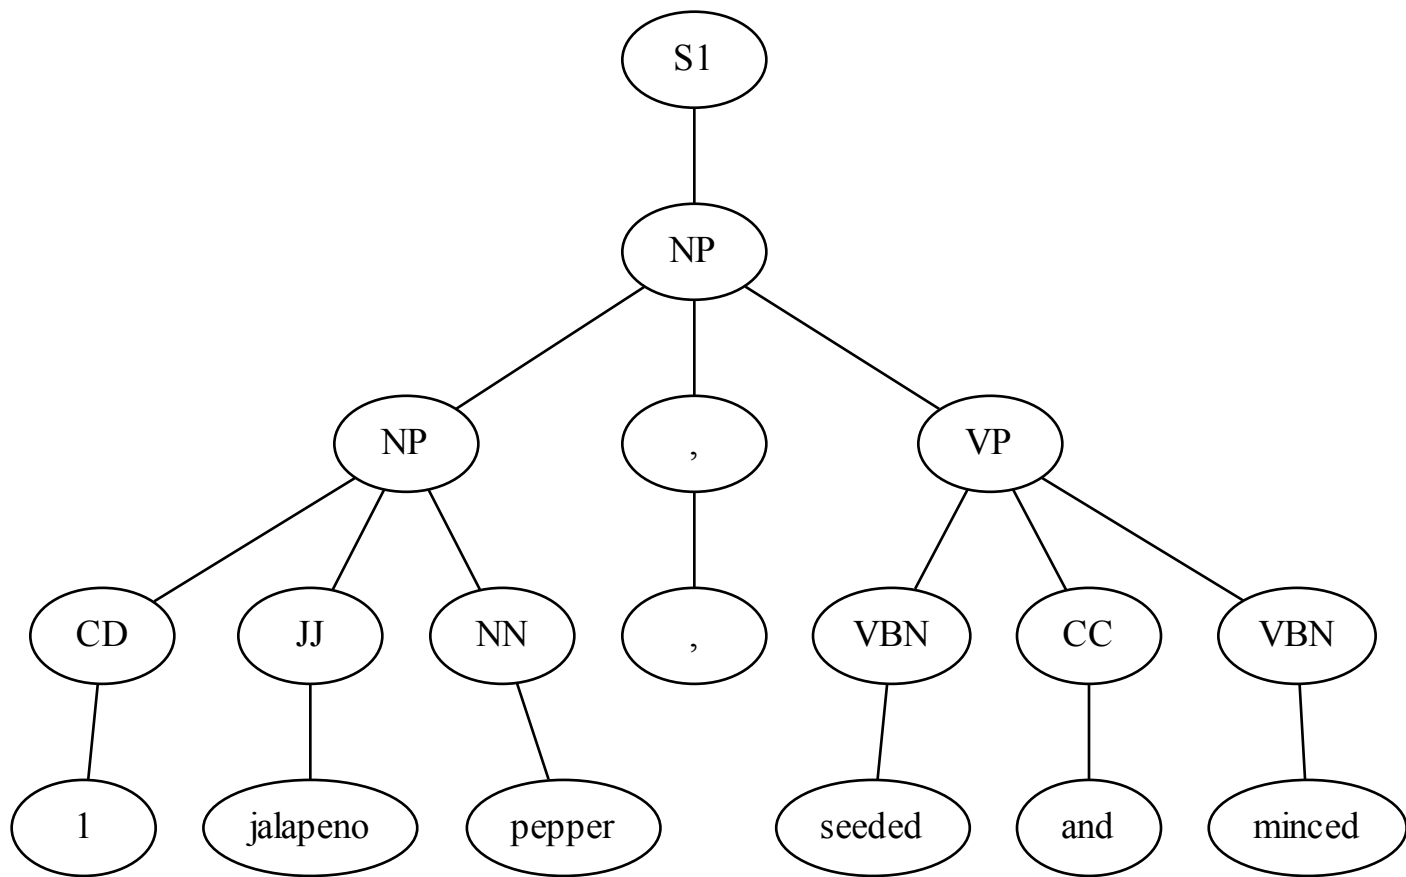 S1
NP
NP , VP
CD JJ NN , VBN CC VBN
1 jalapeno pepper seeded and minced